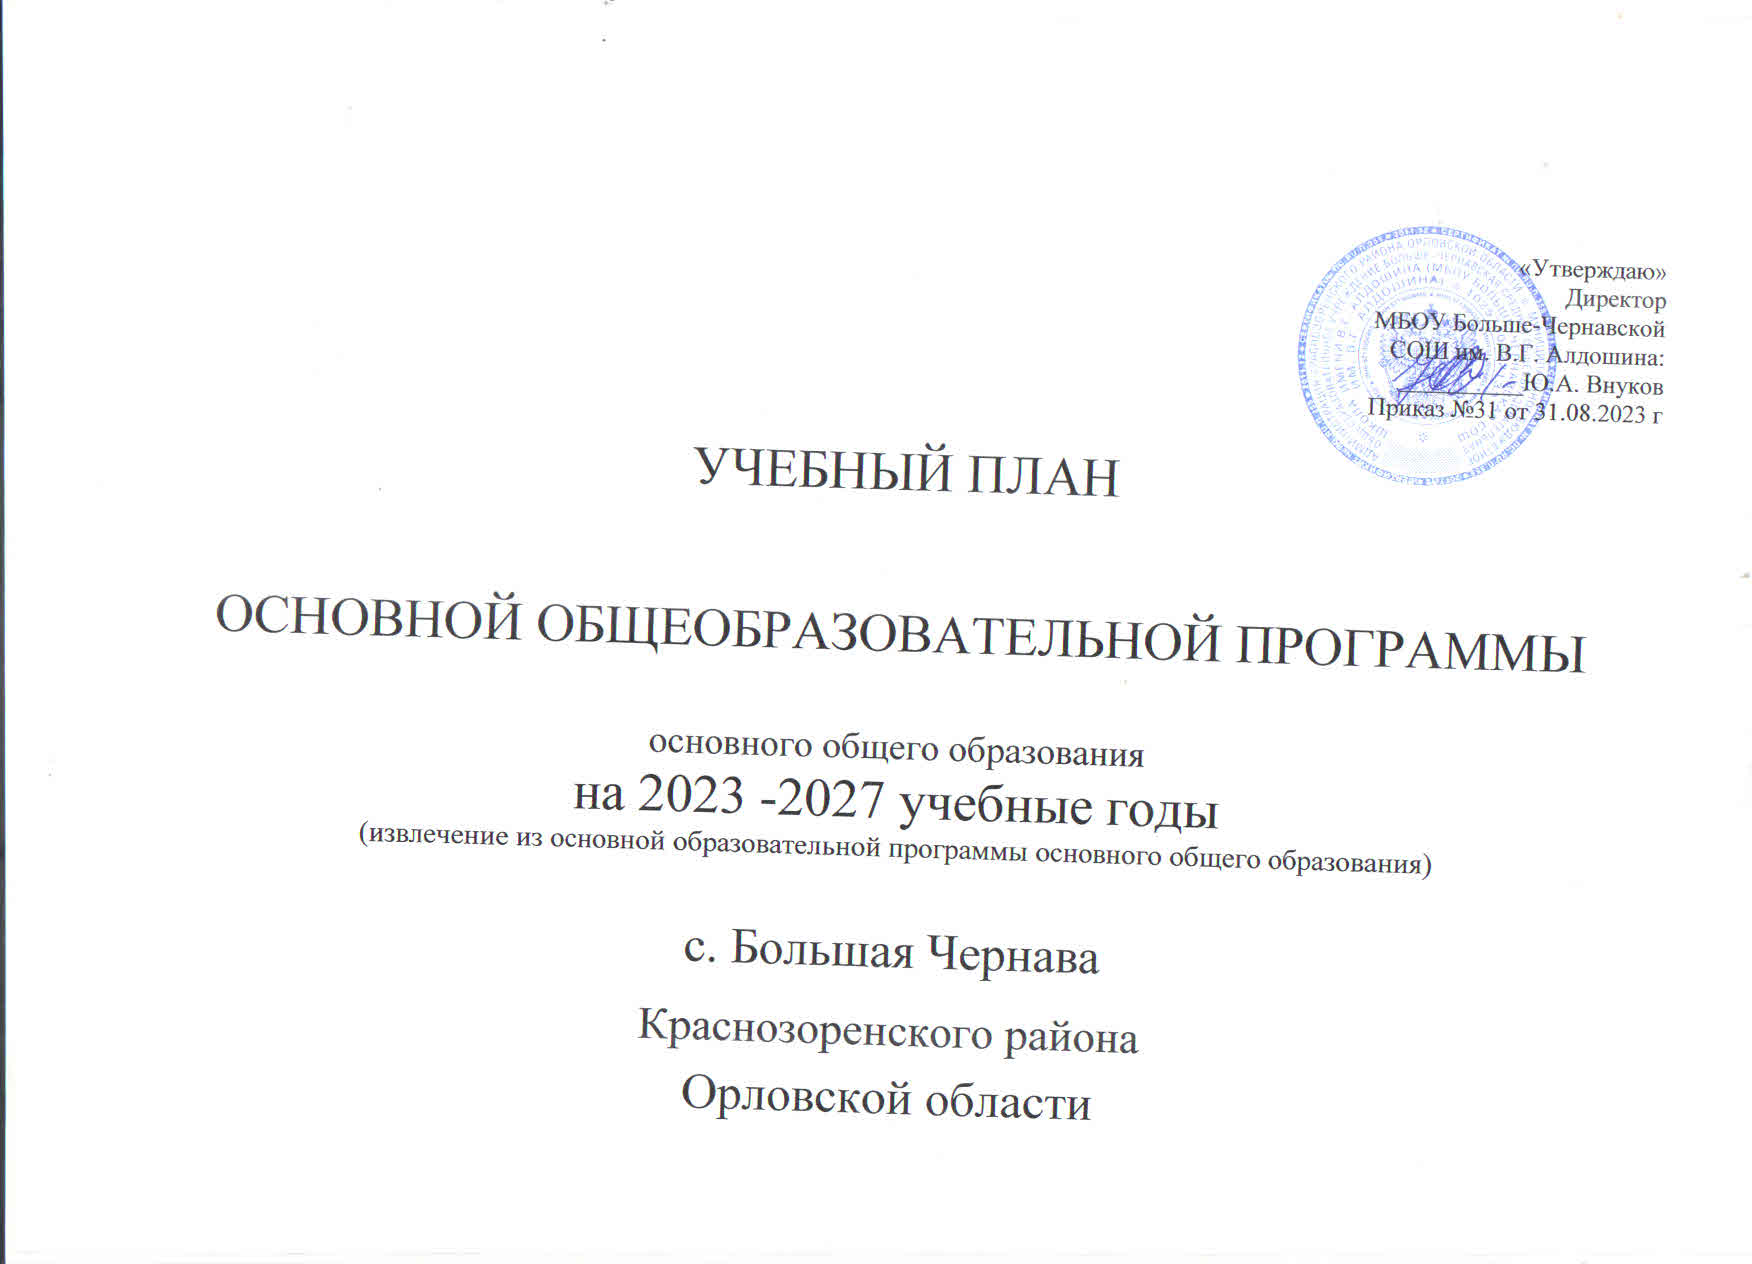 «Утверждаю»
Директор
МБОУ Больше-Чернавской
СОШ им. В.Г. Алдошина:
Ю.А. Внуков
Приказ №31 от 31.08.2023 г
УЧЕБНЫЙ ПЛАН
ОСНОВНОЙ ОБЩЕОБРАЗОВАТЕЛЬНОЙ ПРОГРАММЫ
основного общего образования
на 2023 -2027 учебные годы
(извлечение из основной образовательной программы основного общего образования)
с. Большая Чернава
Краснозоренского района
Орловской области